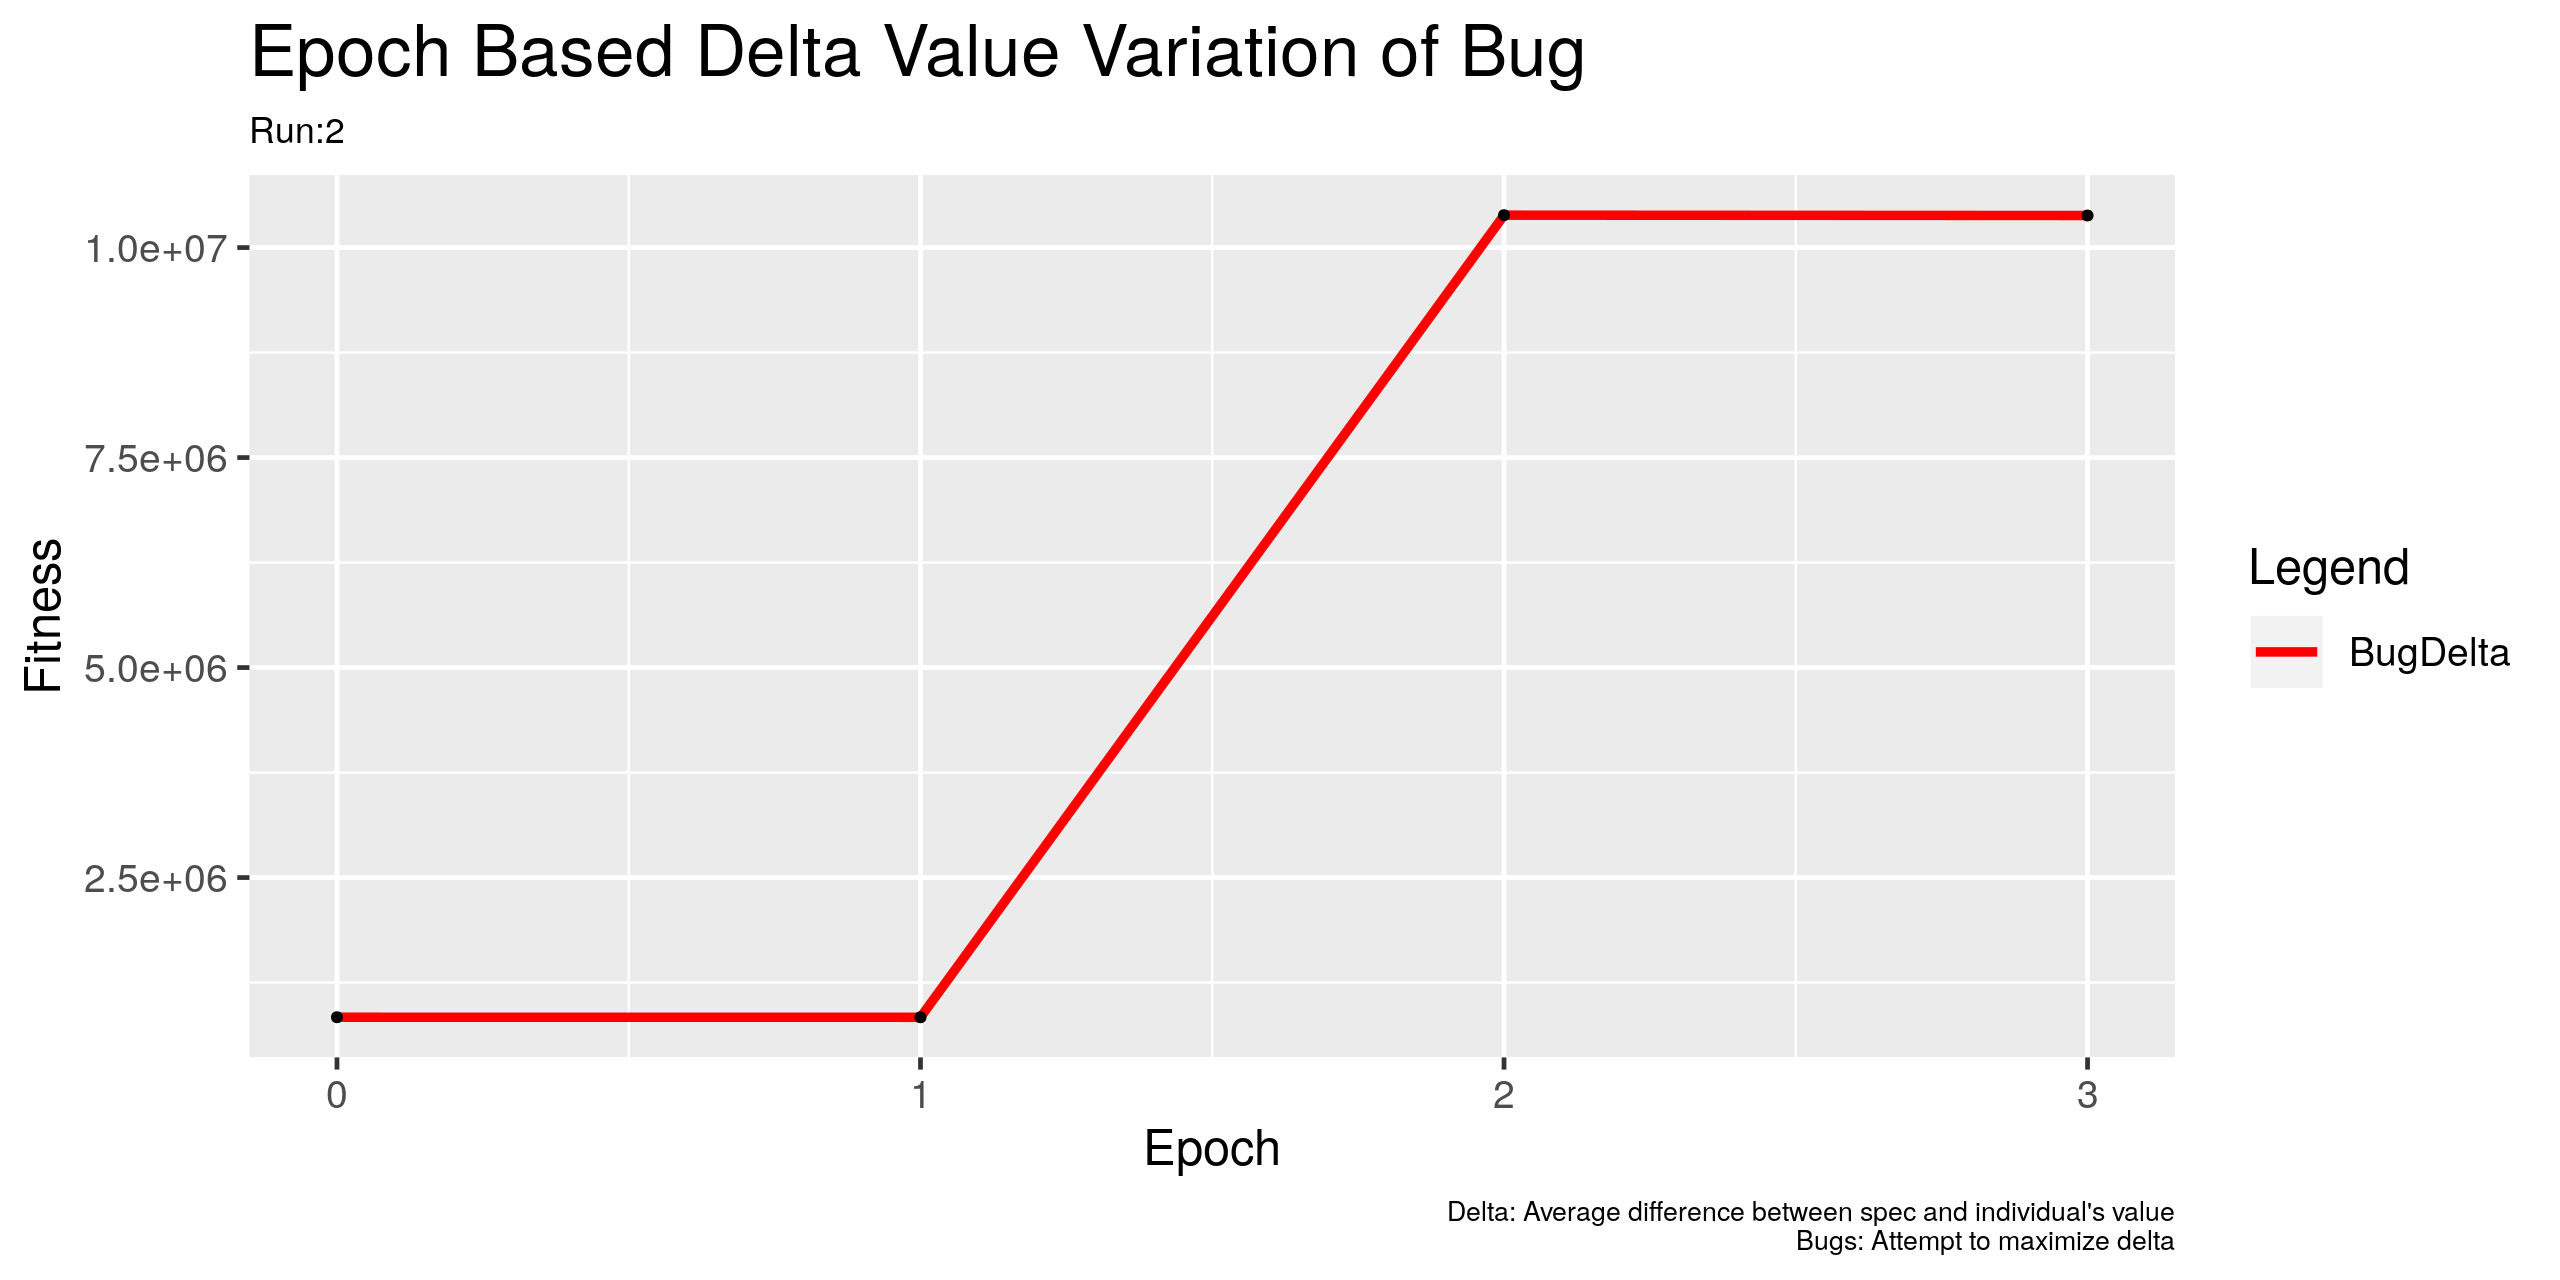 Epoch Based Delta Value Variation of Bug
Run:2
1.0e+07
7.5e+06
5.0e+06
2.5e+06
Fitness
0 1 2 3
Epoch
Legend
BugDelta
Delta: Average difference between spec and individual's value
Bugs: Attempt to maximize delta